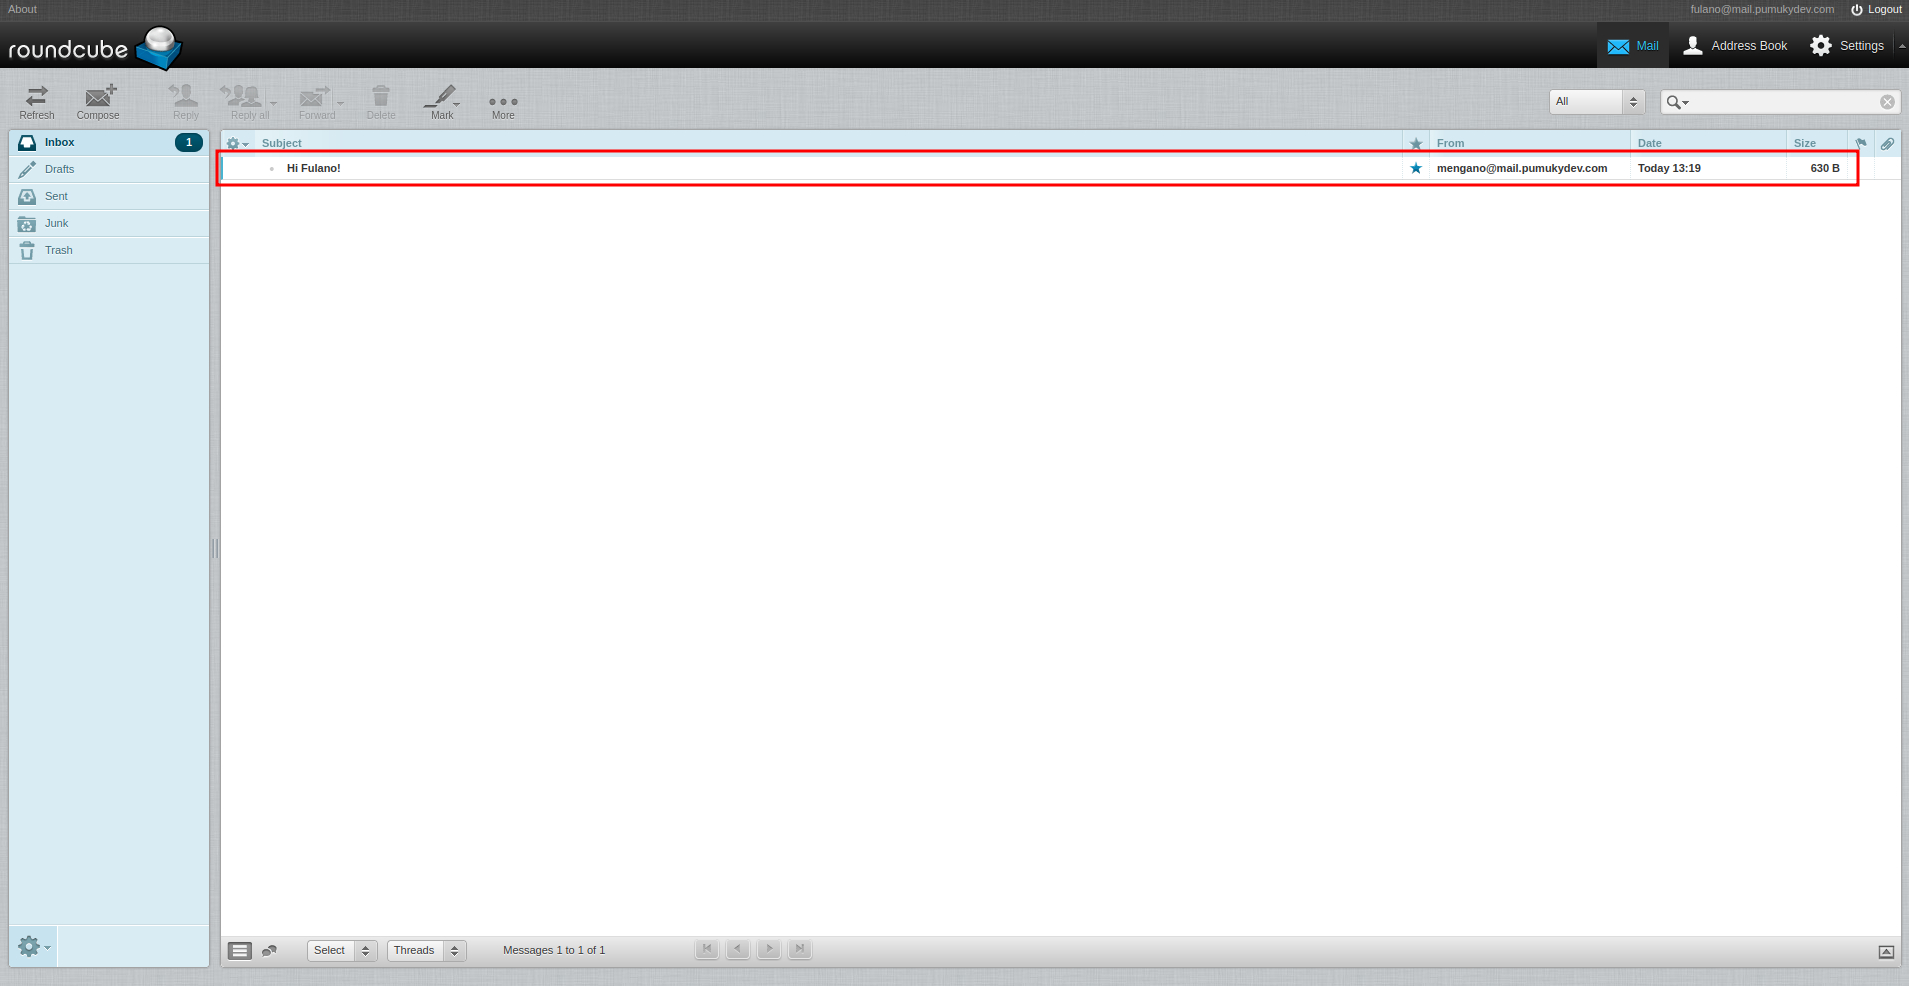 About
fulano@mail.pumukydev.com Logout
roundcube
Mail Address Book Settings
Refresh Compose Reply Reply all Forward Delete Mark More
All
Inbox 1
Drafts
Sent
Junk
Trash
Subject From Date Size
Hi Fulano! mengano@mail.pumukydev.com Today 13:19 630 B
Select Threads Messages 1 to 1 of 1